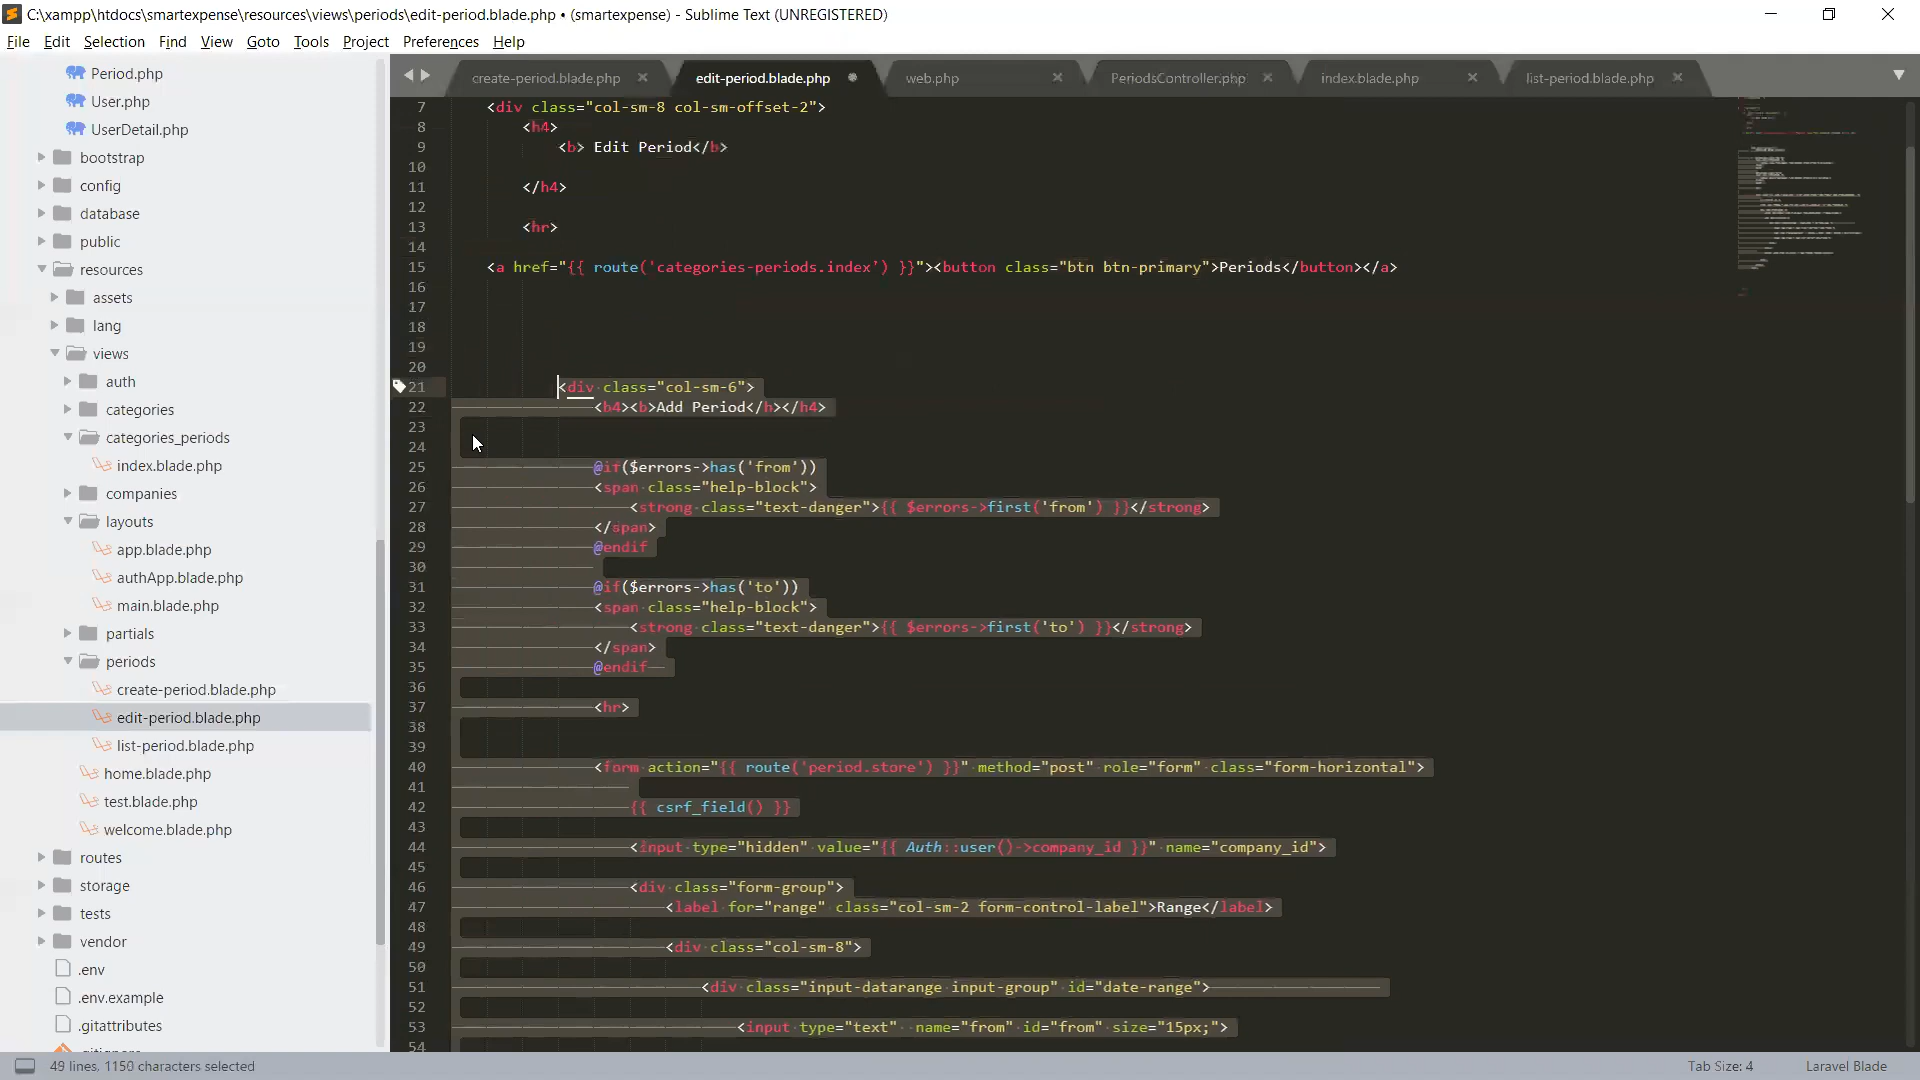 C:\xampp\htdocs\smartexpense\resources\views\periods\edit-period.blade.php • (smartexpense) - Sublime Text (UNREGISTERED)
File Edit Selection Find View Goto Tools Project Preferences Help
Period.php
User.php
UserDetail.php
bootstrap
config
database
public
resources
assets
lang
views
auth
categories
categories_periods
index.blade.php
companies
layouts
app.blade.php
authApp.blade.php
main.blade.php
partials
periods
create-period.blade.php
edit-period.blade.php
list-period.blade.php
home.blade.php
test.blade.php
welcome.blade.php
routes
storage
tests
vendor
.env
.env.example
.gitattributes
create-period.blade.php edit-period.blade.php web.php PeriodsController.php index.blade.php list-period.blade.php
7 <div class="col-sm-8 col-sm-offset-2">
8 <h4>
9 <b> Edit Period</b>
10
11 </h4>
12
13 <hr>
14
15 <a href="{{ route('categories-periods.index') }}"><button class="btn btn-primary">Periods</button></a>
16
17
18
19
20
21 <div class="col-sm-6">
22 <h4><b>Add Period</h></h4>
23
24
25 @if($errors->has('from'))
26 <span class="help-block">
27 <strong class="text-danger">{{ $errors->first('from') }}</strong>
28 </span>
29 @endif
30
31 @if($errors->has('to'))
32 <span class="help-block">
33 <strong class="text-danger">{{ $errors->first('to') }}</strong>
34 </span>
35 @endif
36
37 <hr>
38
39
40 <form action="{{ route('period.store') }}" method="post" role="form" class="form-horizontal">
41
42 {{ csrf_field() }}
43
44 <input type="hidden" value="{{ Auth::user()->company_id }}" name="company_id">
45
46 <div class="form-group">
47 <label for="range" class="col-sm-2 form-control-label">Range</label>
48
49 <div class="col-sm-8">
50
51 <div class="input-datarange input-group" id="date-range">
52
53 <input type="text" name="from" id="from" size="15px;">
54
49 lines, 1150 characters selected
Tab Size: 4
Laravel Blade